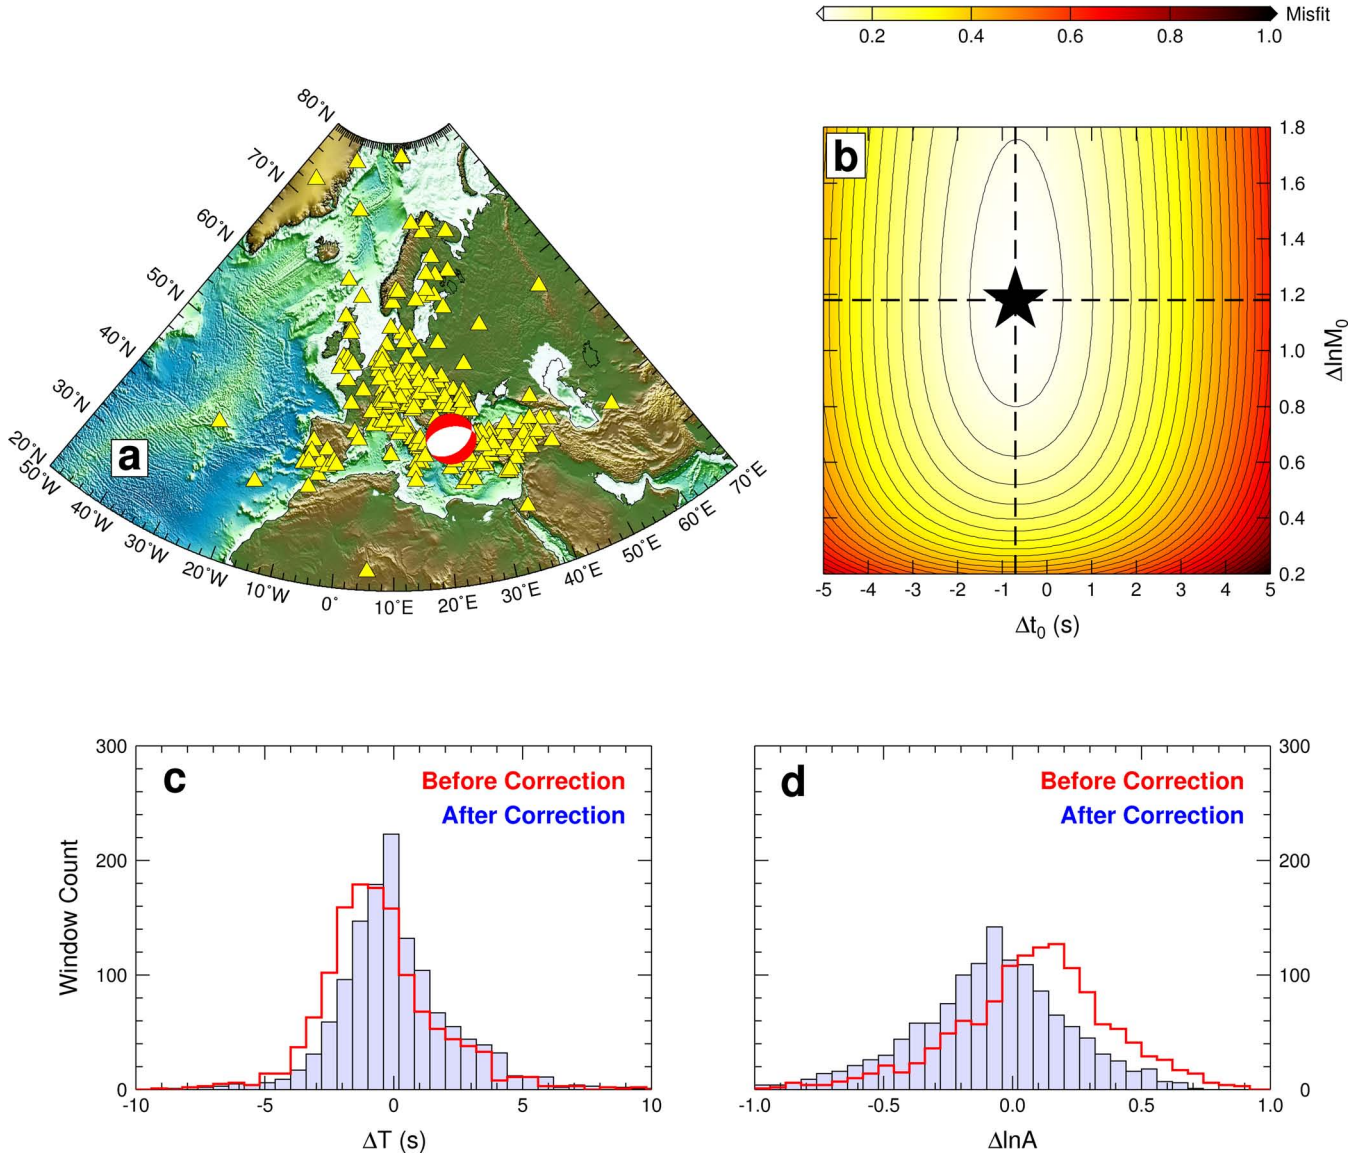 Misfit
0.2 0.4 0.6 0.8 1.0
80°N
70°N
60°N
50°N
40°N
30°N
20°N
50°W
40°W
30°W
20°W
10°W
0°
10°E
20°E
30°E
40°E
50°E
60°E
70°E
a
b
1.8
1.6
1.4
1.2
1.0
0.8
0.6
0.4
0.2
ΔlnM₀
-5 -4 -3 -2 -1 0 1 2 3 4 5
Δt₀ (s)
c
Before Correction
After Correction
300
200
100
0
Window Count
-10 -5 0 5 10
ΔT (s)
d
Before Correction
After Correction
300
200
100
0
-1.0 -0.5 0.0 0.5 1.0
ΔlnA